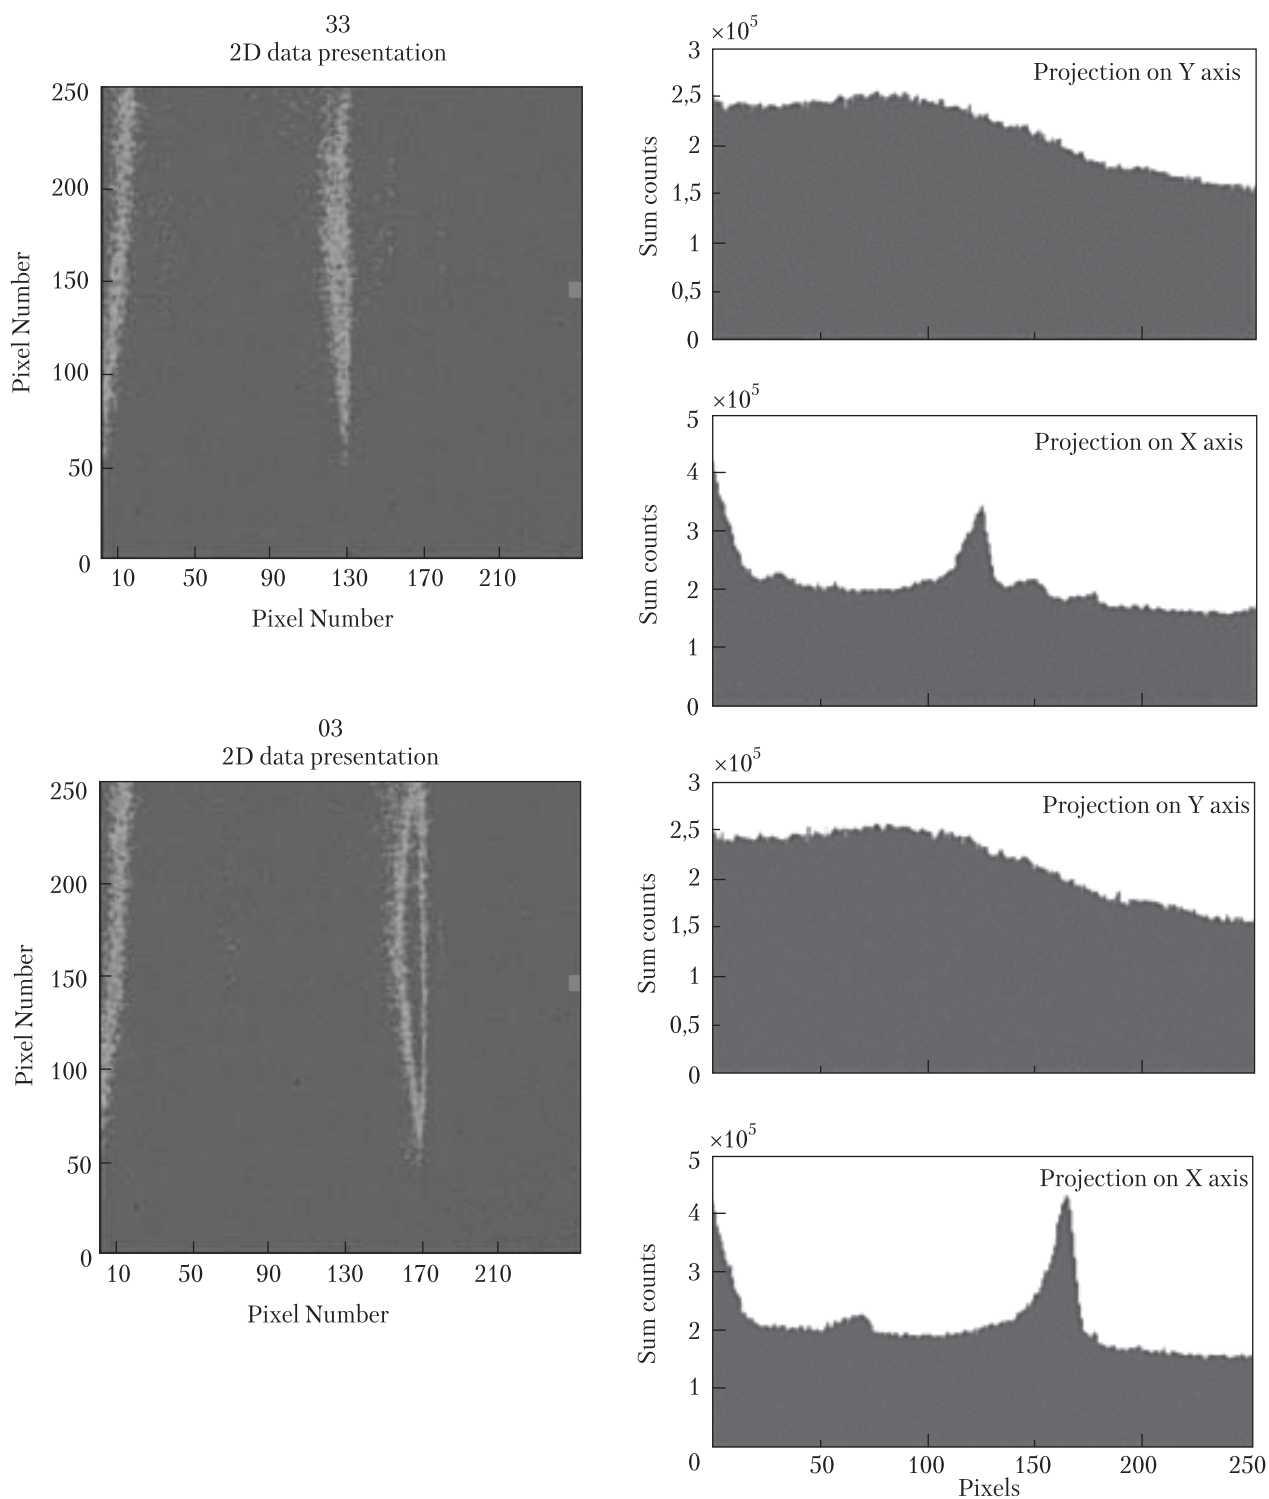 33
2D data presentation
250
200
150
100
50
0
Pixel Number
10 50 90 130 170 210
Pixel Number
×10⁵
3
2,5
2
1,5
1
0,5
0
Sum counts
Projection on Y axis
×10⁵
5
4
3
2
1
0
Sum counts
Projection on X axis
03
2D data presentation
250
200
150
100
50
0
Pixel Number
10 50 90 130 170 210
Pixel Number
×10⁵
3
2,5
2
1,5
1
0,5
0
Sum counts
Projection on Y axis
×10⁵
5
4
3
2
1
0
Sum counts
Projection on X axis
50 100 150 200 250
Pixels